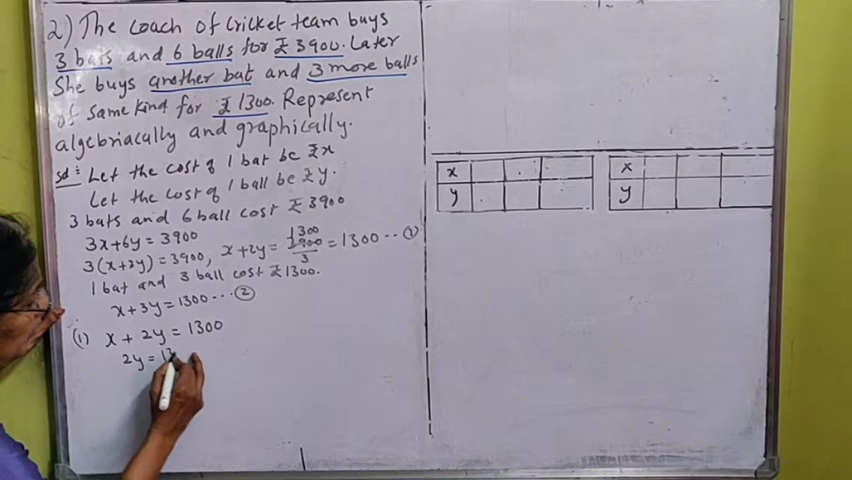 2) The coach of Cricket team buys
3 bats and 6 balls for ₹ 3900. Later
She buys another bat and 3 more balls
of same kind for ₹ 1300. Represent
algebriacally and graphically.
Sol: Let the cost of 1 bat be ₹x
Let the cost of 1 ball be ₹y.
3 bats and 6 ball cost ₹3900
3x+6y = 3900
3(x+2y) = 3900, x+2y = 3900/3 1300 = 1300 ... ①
1 bat and 3 ball cost ₹1300.
x+3y = 1300 ... ②
(1) x + 2y = 1300
2y = 13
x
y
x
y